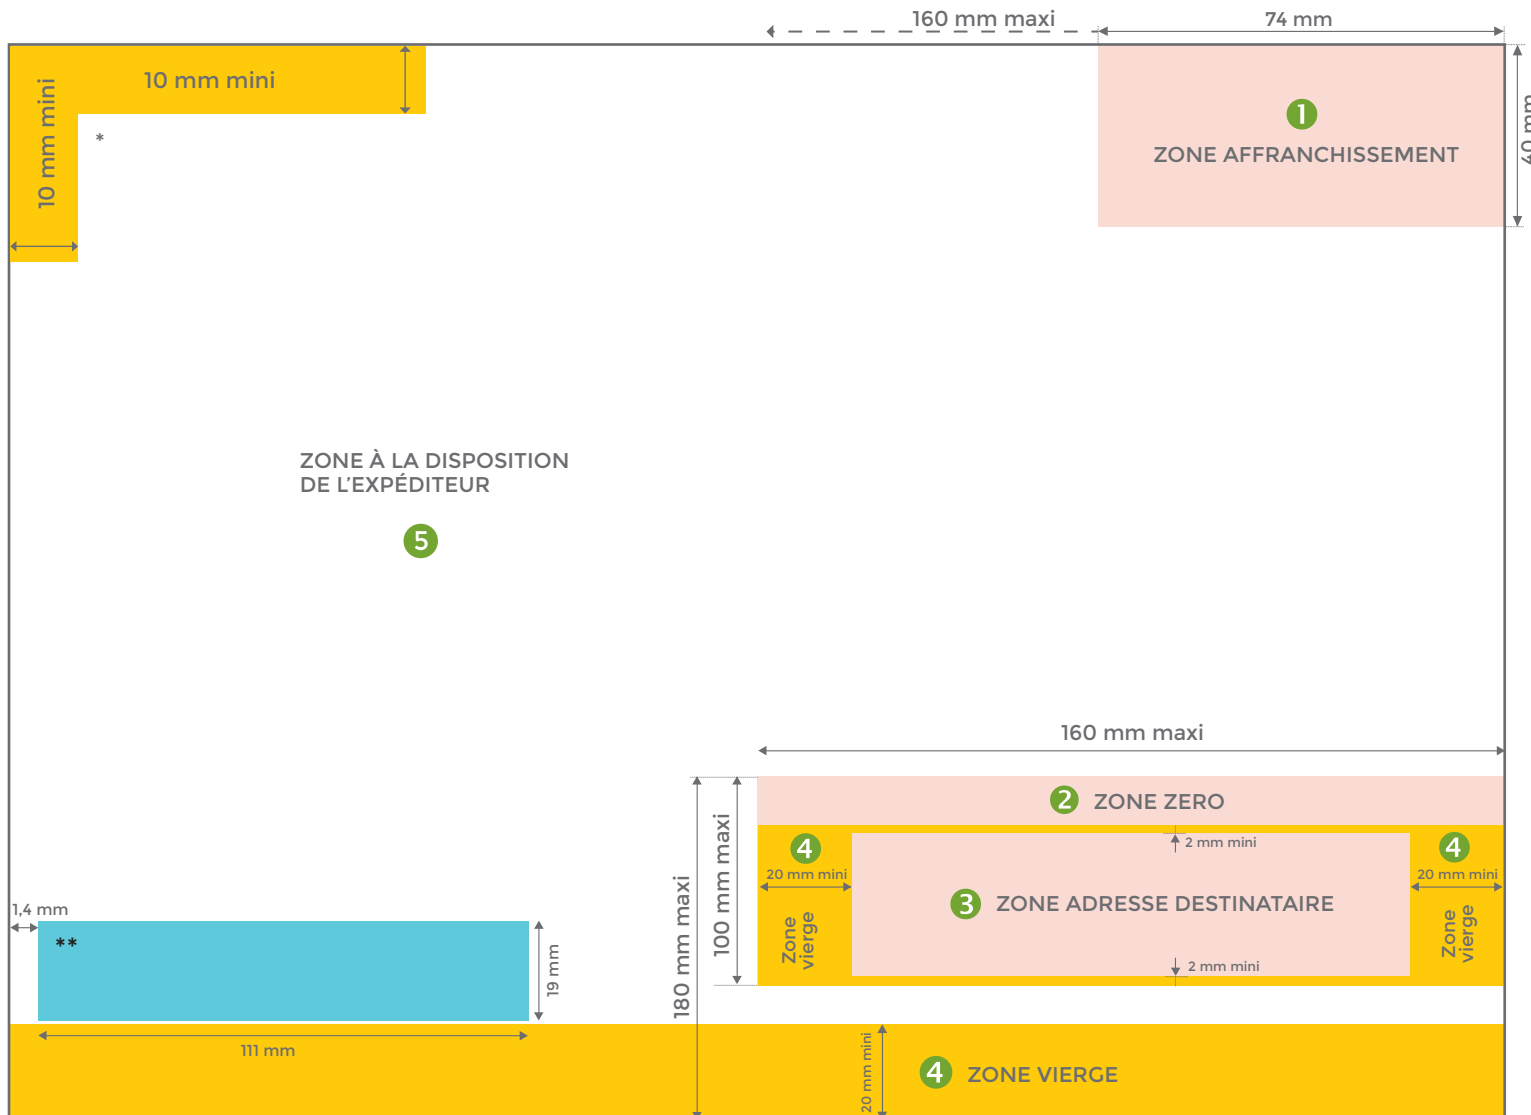 160 mm maxi
74 mm
10 mm mini
10 mm mini
*
1
ZONE AFFRANCHISSEMENT
40 mm
ZONE À LA DISPOSITION
DE L'EXPÉDITEUR
5
160 mm maxi
2 ZONE ZERO
180 mm maxi
100 mm maxi
4
20 mm mini
Zone
vierge
2 mm mini
3 ZONE ADRESSE DESTINATAIRE
2 mm mini
4
20 mm mini
Zone
vierge
1,4 mm
**
19 mm
111 mm
20 mm mini
4 ZONE VIERGE